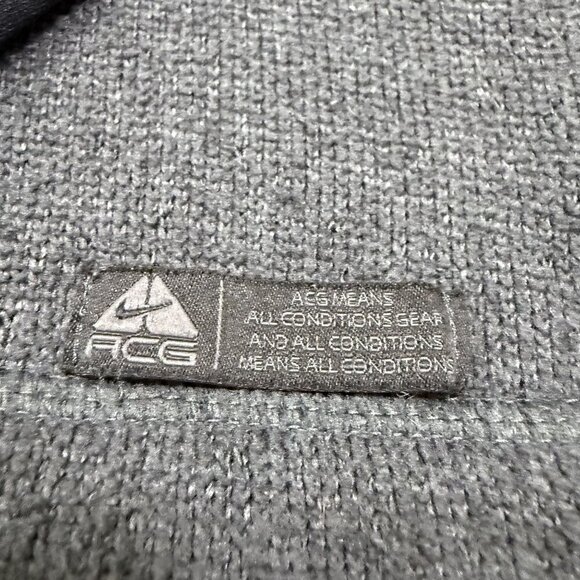 ACG
ACG MEANS
ALL CONDITIONS GEAR
AND ALL CONDITIONS
MEANS ALL CONDITIONS